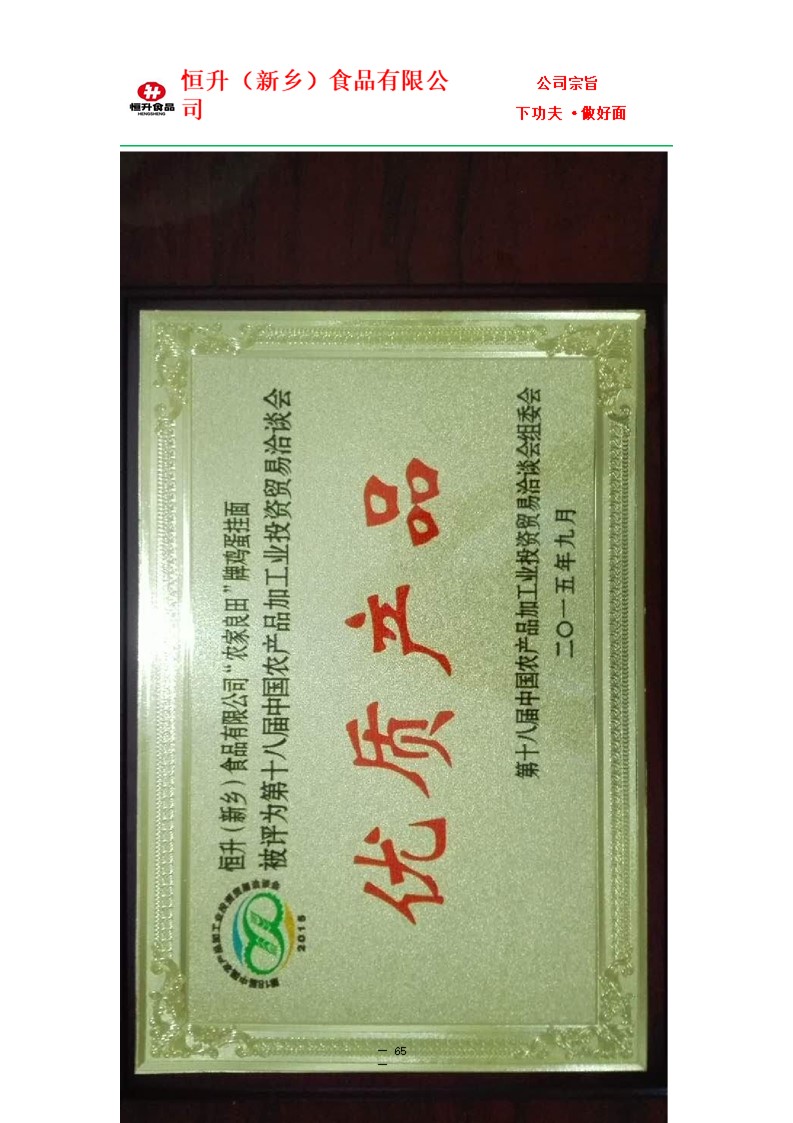 恒升（新乡）食品有限公
司
恒升食品
HENGSHENG
公司宗旨
下功夫 •做好面
恒升（新乡）食品有限公司“农家良田”牌鸡蛋挂面
被评为第十八届中国农产品加工业投资贸易洽谈会
优质产品
第十八届中国农产品加工业投资贸易洽谈会组委会
二〇一五年九月
2015
— 65
—